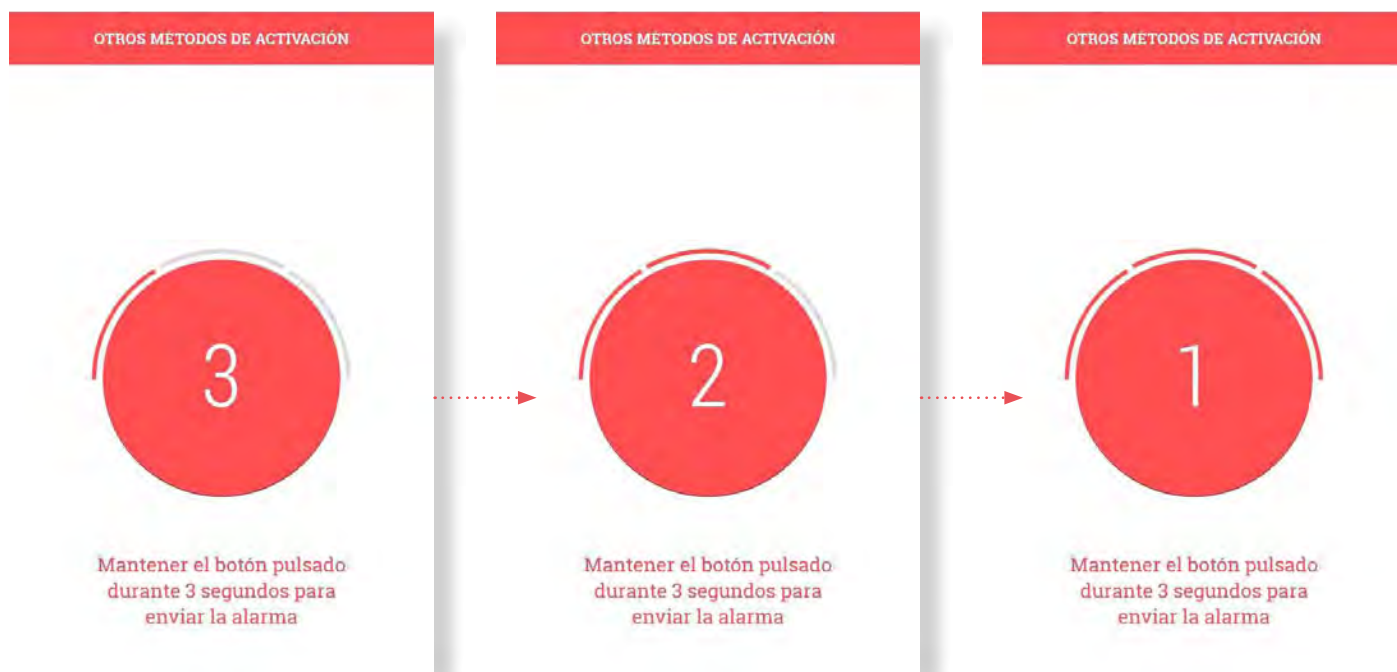 OTROS MÉTODOS DE ACTIVACIÓN
3
Mantener el botón pulsado
durante 3 segundos para
enviar la alarma
OTROS MÉTODOS DE ACTIVACIÓN
2
Mantener el botón pulsado
durante 3 segundos para
enviar la alarma
OTROS MÉTODOS DE ACTIVACIÓN
1
Mantener el botón pulsado
durante 3 segundos para
enviar la alarma